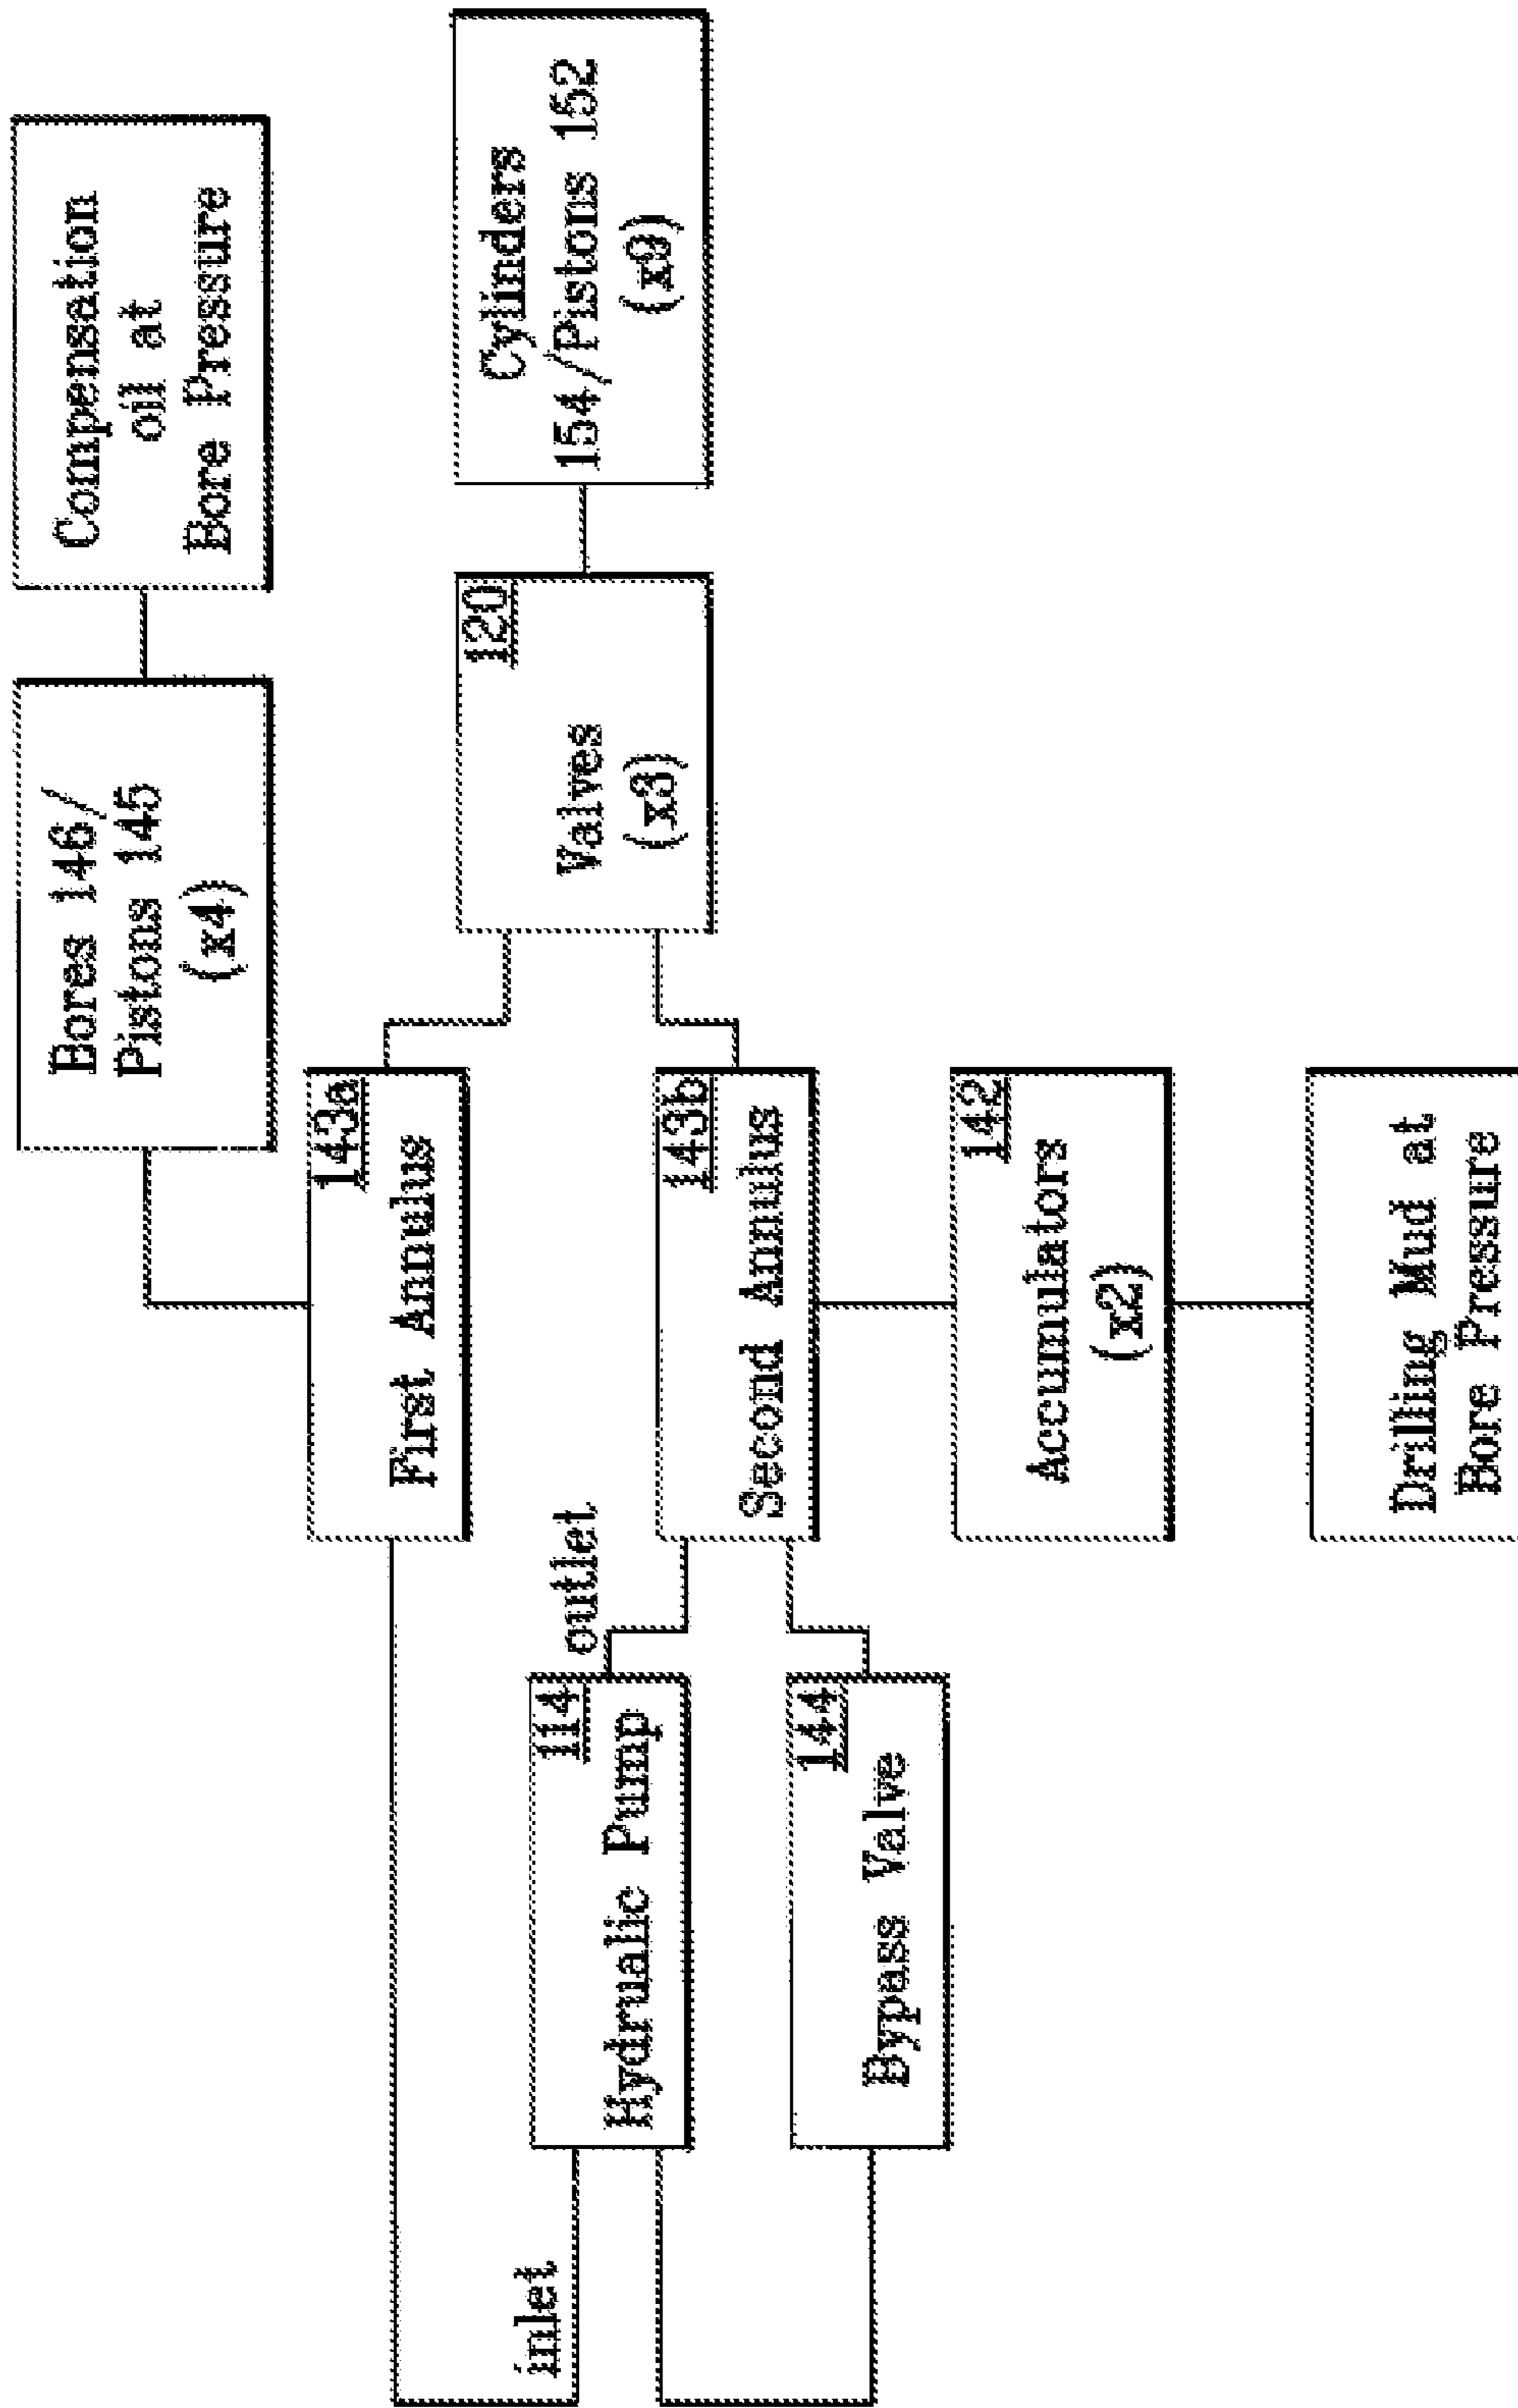 Bores 146/
Pistons 145
(x4)
Compensation
oil at
Bore Pressure
143a
First Annulus
inlet
114
Hydrualic Pump
outlet
120
Valves
(x3)
Cylinders
154/Pistons 152
(x9)
143b
Second Annulus
144
Bypass Valve
142
Accumulators
(x2)
Drilling Mud at
Bore Pressure